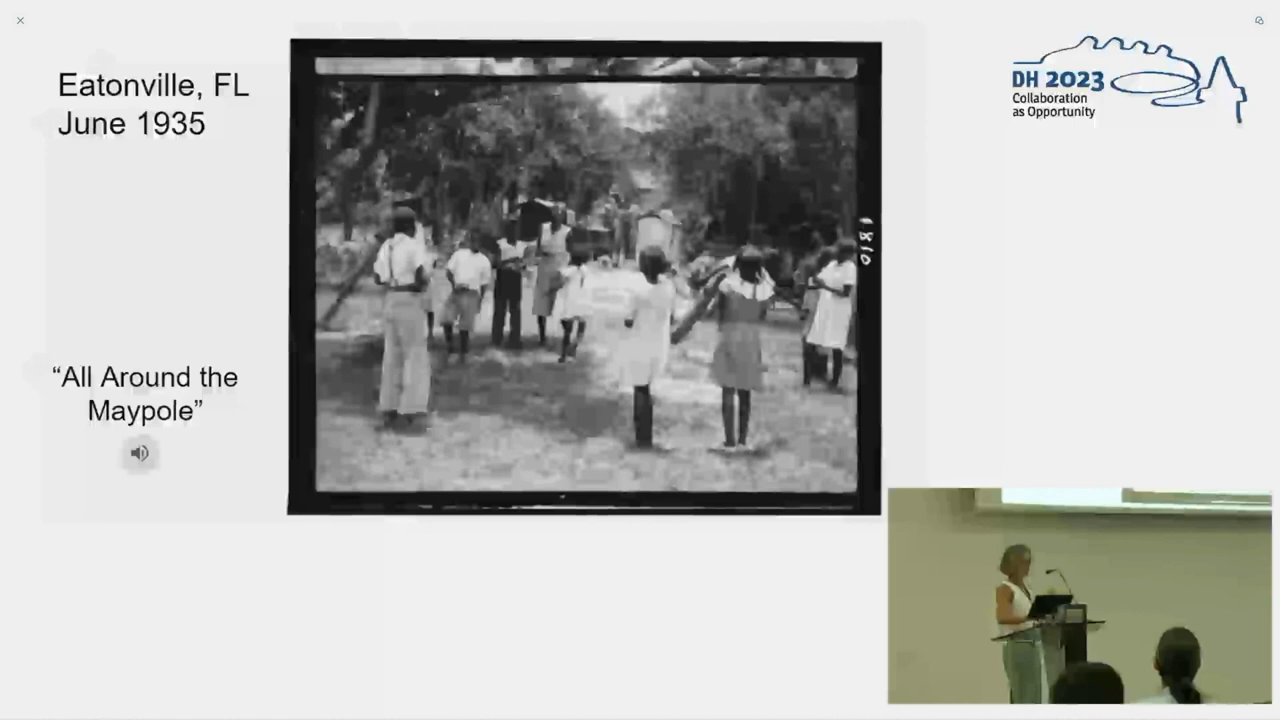 Eatonville, FL
June 1935
DH 2023
Collaboration
as Opportunity
“All Around the
Maypole”